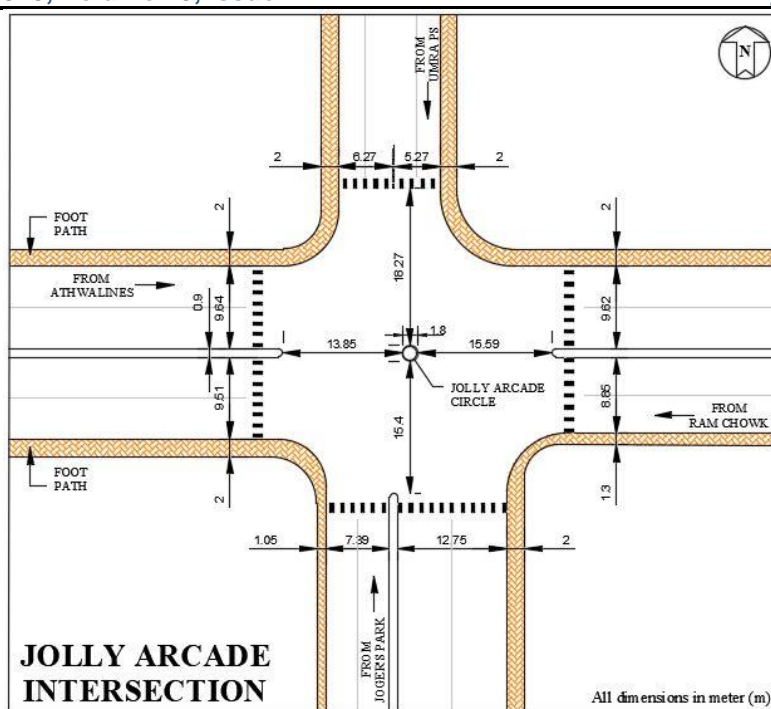 N
FROM
UMRA PS
2
6.27
5.27
2
FOOT
PATH
2
2
FROM
ATHWALINES
0.9
9.64
18.27
9.62
1.8
13.85
15.59
JOLLY ARCADE
CIRCLE
9.51
15.4
8.85
FROM
RAM CHOWK
FOOT
PATH
2
1.3
1.05
7.39
12.75
2
FROM
JOGER'S PARK
JOLLY ARCADE
INTERSECTION
All dimensions in meter (m)